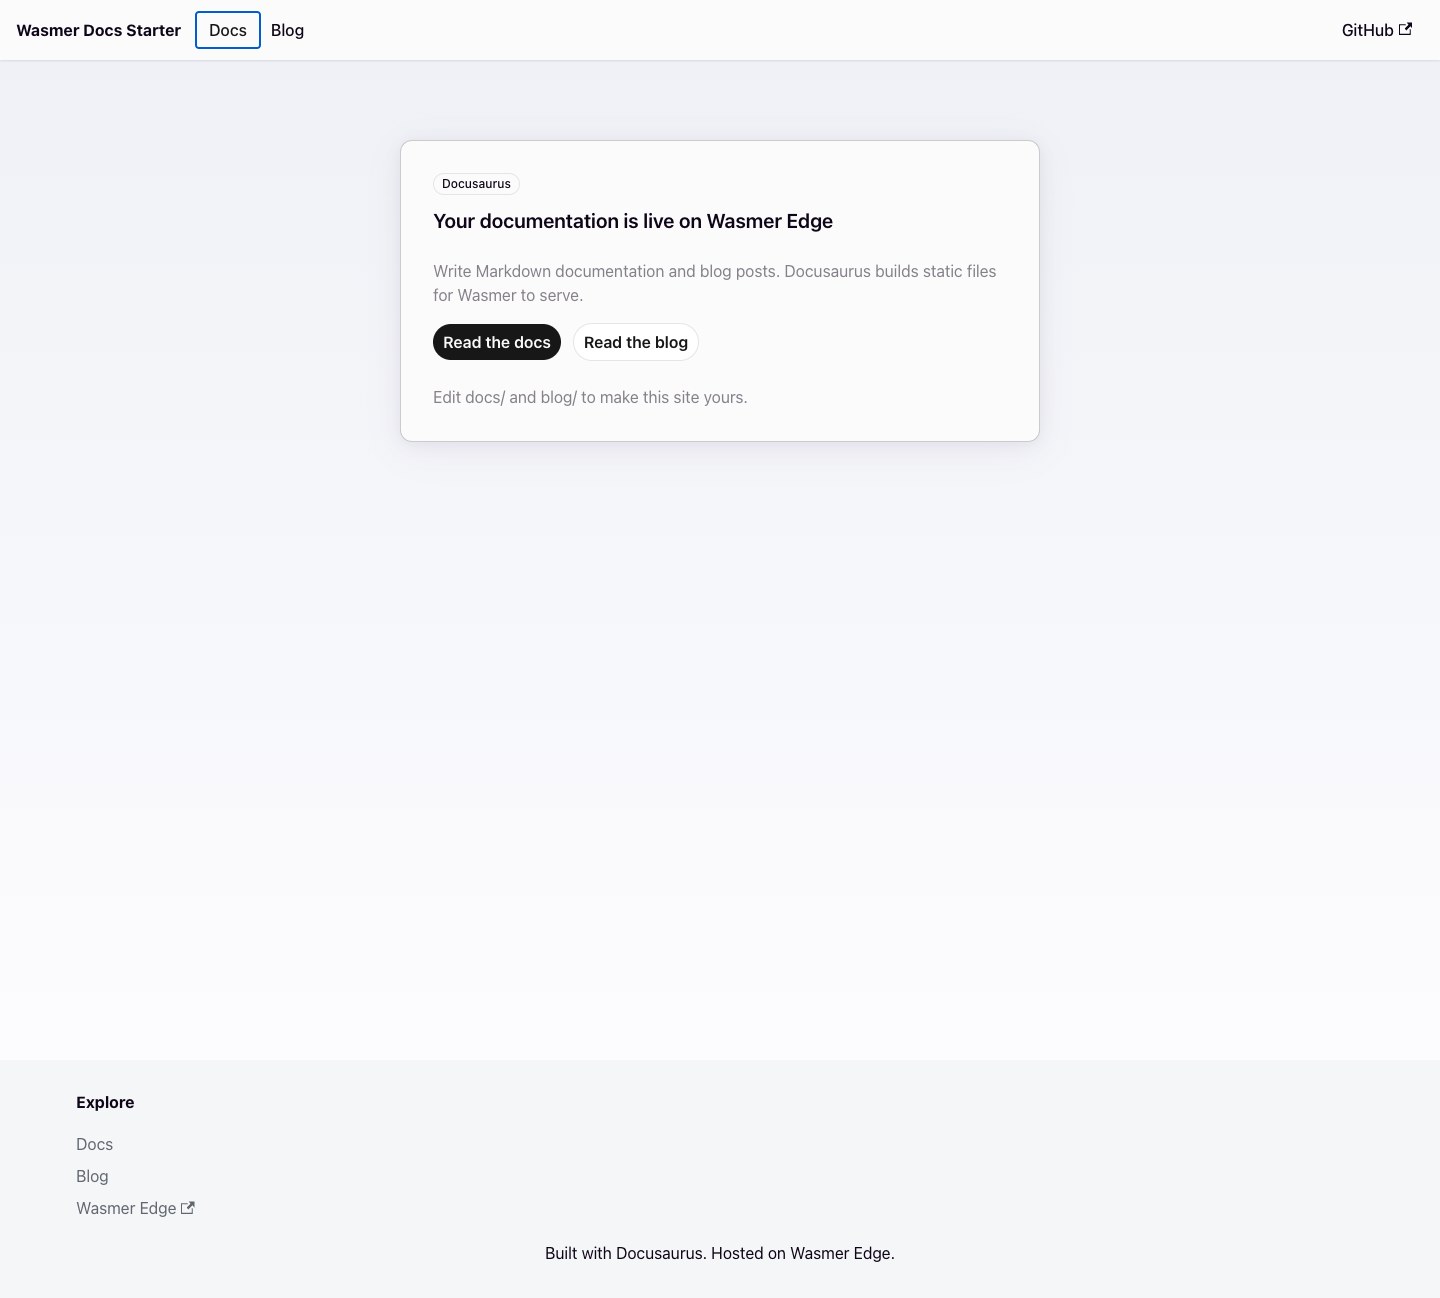 Wasmer Docs Starter Docs Blog GitHub
Docusaurus
Your documentation is live on Wasmer Edge
Write Markdown documentation and blog posts. Docusaurus builds static files
for Wasmer to serve.
Read the docs Read the blog
Edit docs/ and blog/ to make this site yours.
Explore
Docs
Blog
Wasmer Edge
Built with Docusaurus. Hosted on Wasmer Edge.